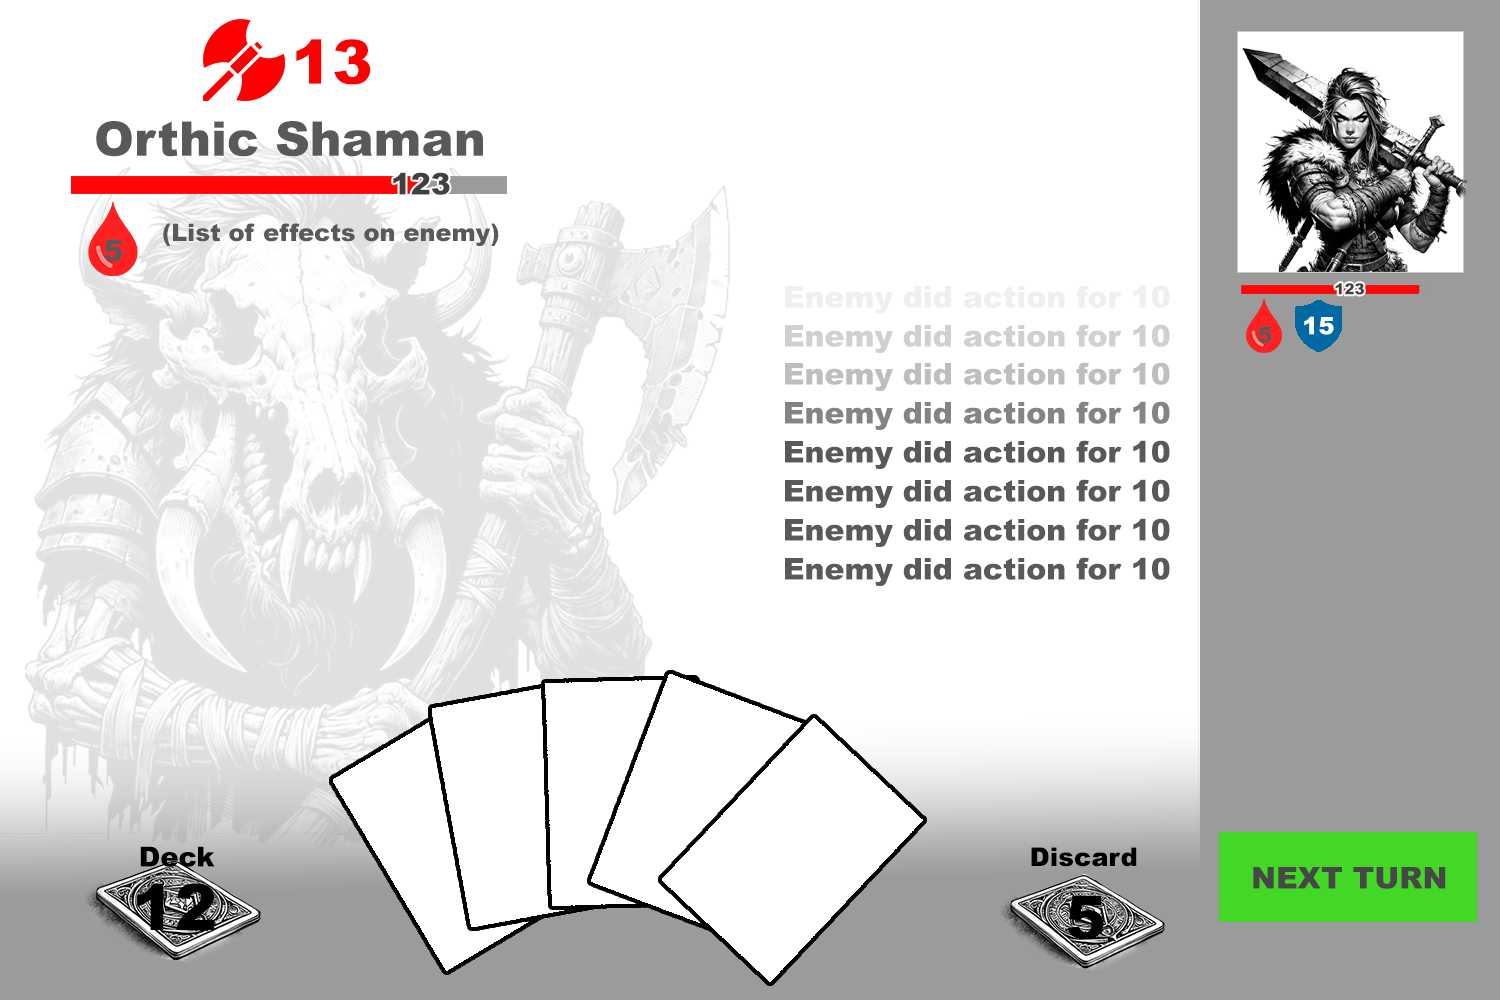 13
Orthic Shaman
123
5
(List of effects on enemy)
123
5
15
Enemy did action for 10
Enemy did action for 10
Enemy did action for 10
Enemy did action for 10
Enemy did action for 10
Enemy did action for 10
Enemy did action for 10
Enemy did action for 10
Deck
12
Discard
5
NEXT TURN